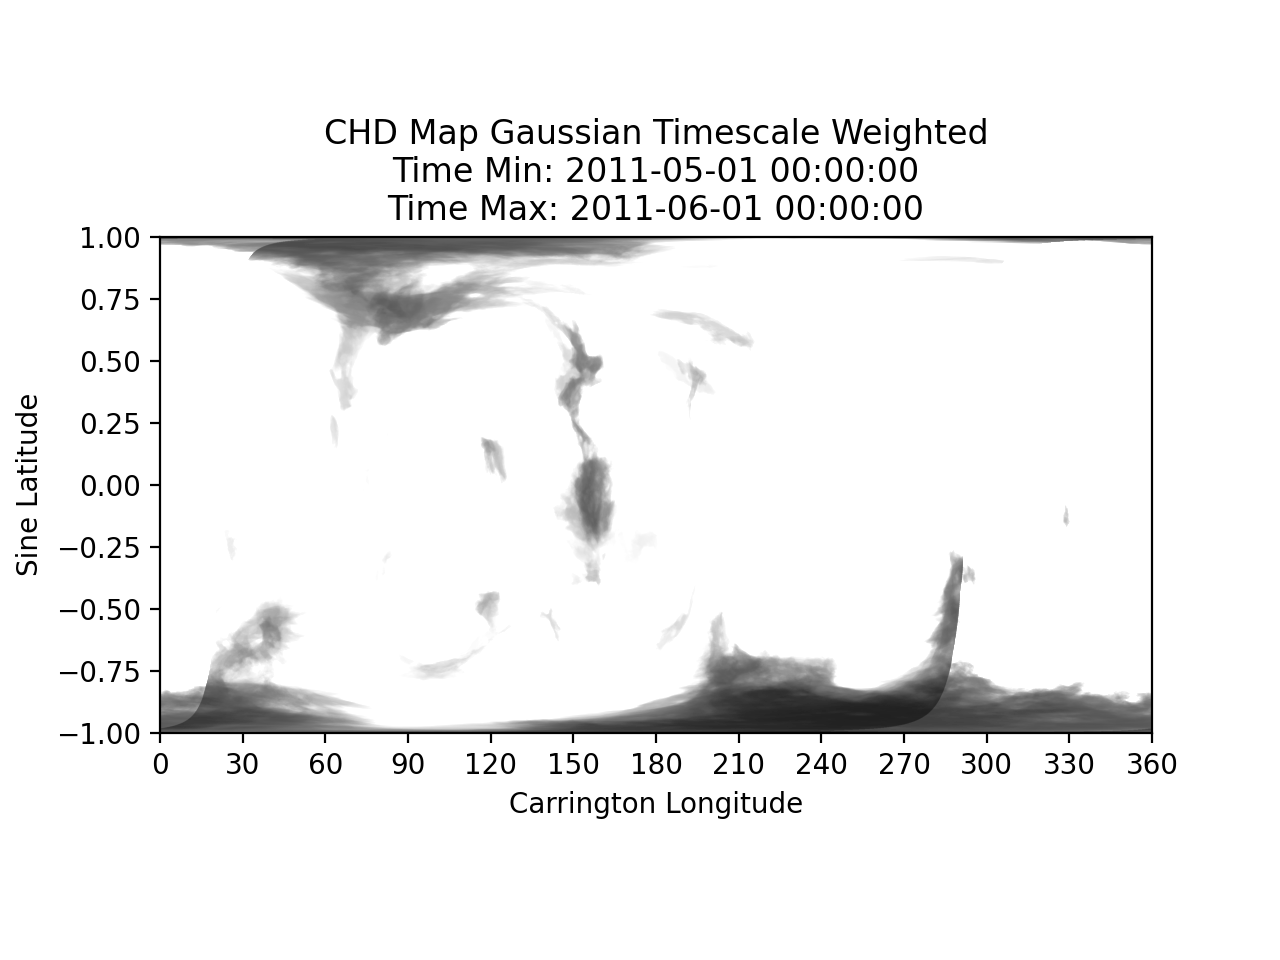 CHD Map Gaussian Timescale Weighted
Time Min: 2011-05-01 00:00:00
Time Max: 2011-06-01 00:00:00
1.00
0.75
0.50
0.25
0.00
−0.25
−0.50
−0.75
−1.00
Sine Latitude
0 30 60 90 120 150 180 210 240 270 300 330 360
Carrington Longitude